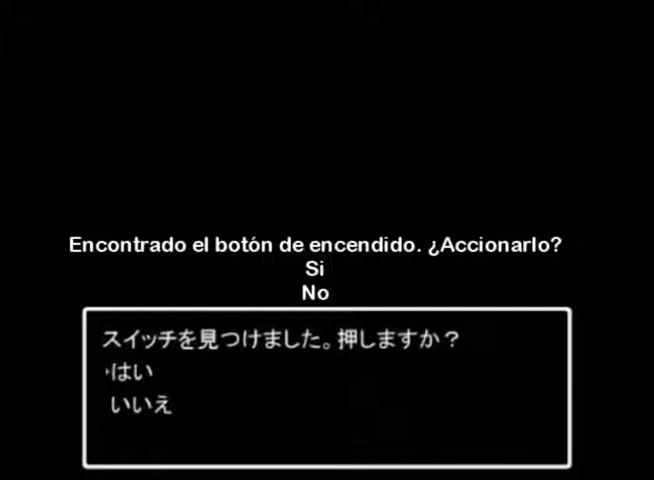 Encontrado el botón de encendido. ¿Accionarlo?
Si
No
スイッチを見つけました。押しますか？
はい
いいえ